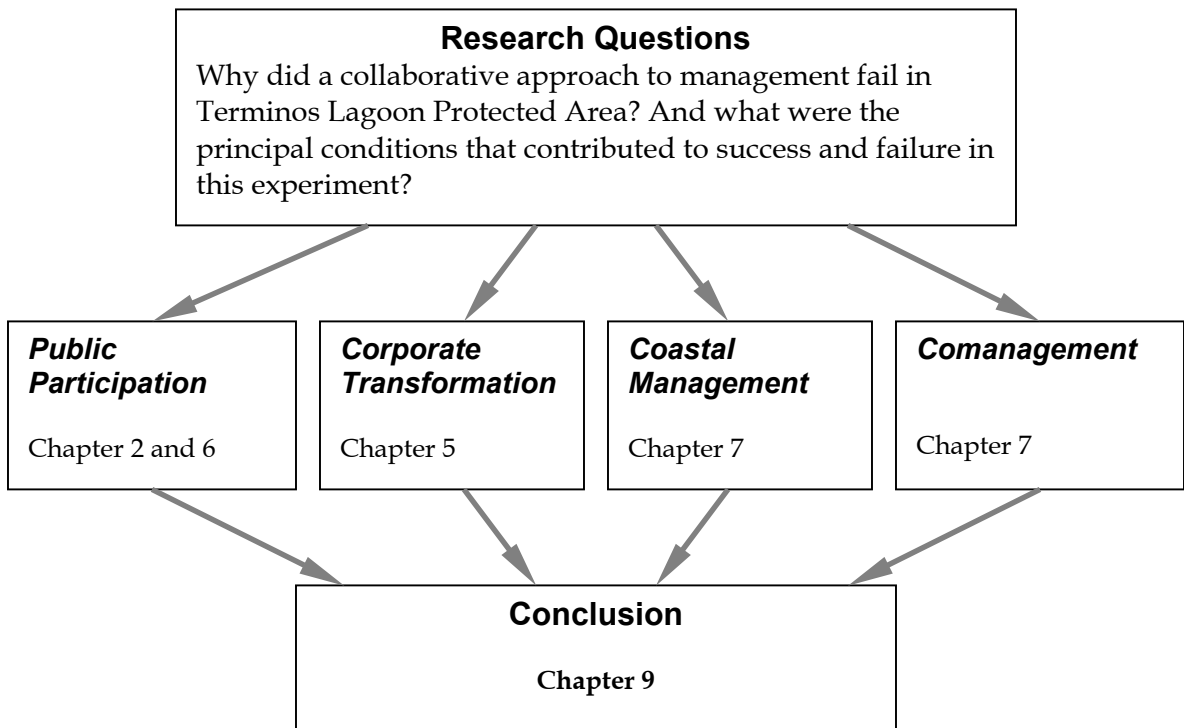 Research Questions
Why did a collaborative approach to management fail in
Terminos Lagoon Protected Area? And what were the
principal conditions that contributed to success and failure in
this experiment?
Public
Participation
Chapter 2 and 6
Corporate
Transformation
Chapter 5
Coastal
Management
Chapter 7
Comanagement
Chapter 7
Conclusion
Chapter 9